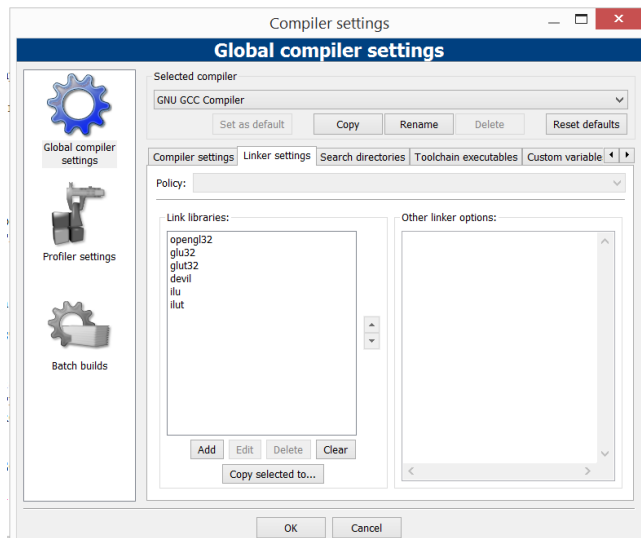 Compiler settings
Global compiler settings
Global compiler
settings
Profiler settings
Batch builds
Selected compiler
GNU GCC Compiler
Set as default Copy Rename Delete Reset defaults
Compiler settings Linker settings Search directories Toolchain executables Custom variable
Policy:
Link libraries:
opengl32
glu32
glut32
devil
ilu
ilut
Add Edit Delete Clear
Copy selected to...
Other linker options:
OK Cancel